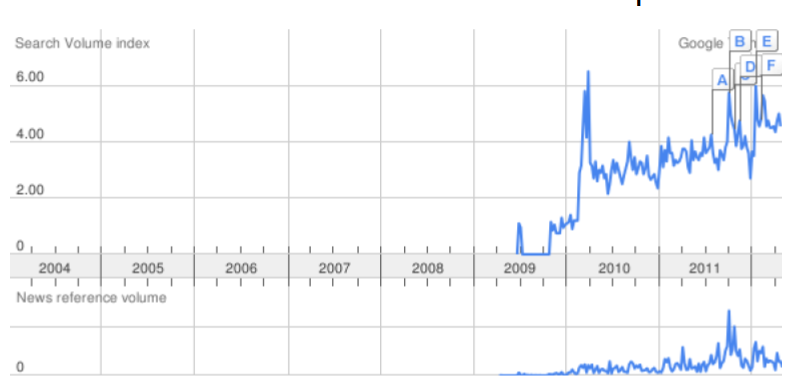 Search Volume index
Google
B
E
A
D
F
6.00
4.00
2.00
0
2004 2005 2006 2007 2008 2009 2010 2011
News reference volume
0